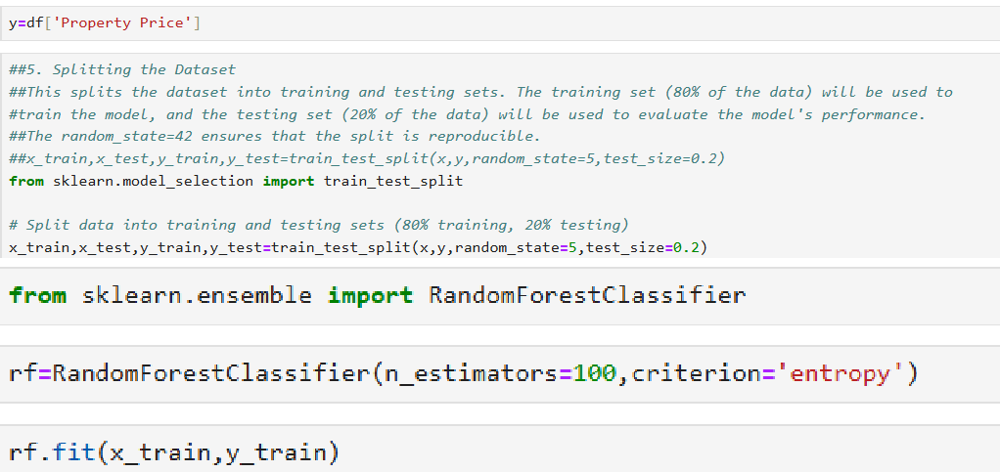 y=df['Property Price']
##5. Splitting the Dataset
##This splits the dataset into training and testing sets. The training set (80% of the data) will be used to
#train the model, and the testing set (20% of the data) will be used to evaluate the model's performance.
##The random_state=42 ensures that the split is reproducible.
##x_train,x_test,y_train,y_test=train_test_split(x,y,random_state=5,test_size=0.2)
from sklearn.model_selection import train_test_split
# Split data into training and testing sets (80% training, 20% testing)
x_train,x_test,y_train,y_test=train_test_split(x,y,random_state=5,test_size=0.2)
from sklearn.ensemble import RandomForestClassifier
rf=RandomForestClassifier(n_estimators=100,criterion='entropy')
rf.fit(x_train,y_train)